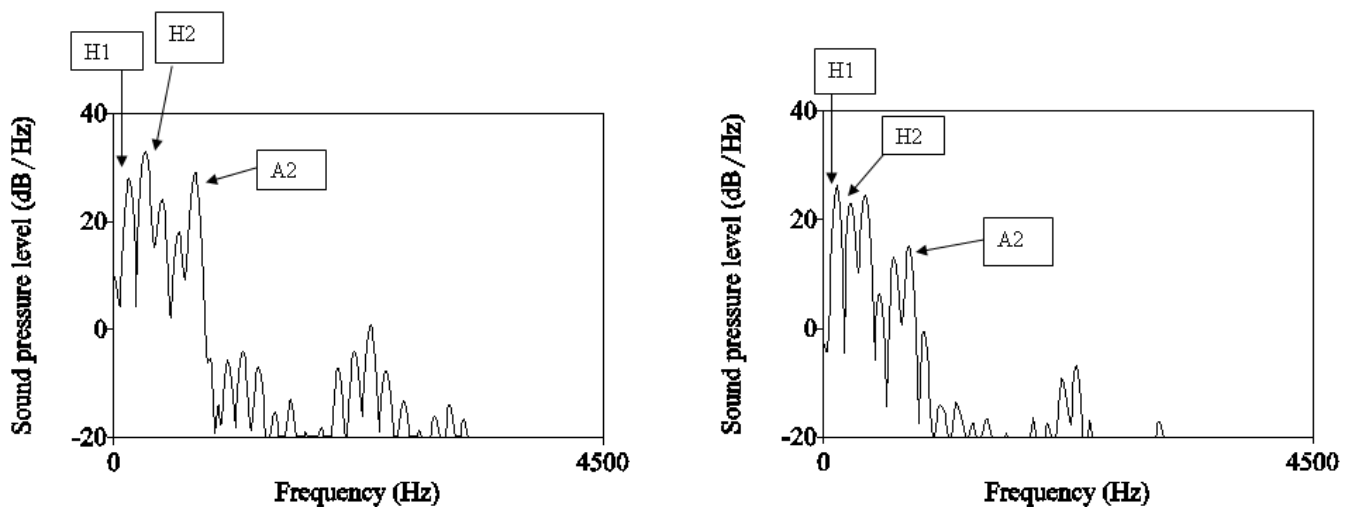 H1
H2
A2
40
20
0
-20
0
4500
Sound pressure level (dB/Hz)
Frequency (Hz)
H1
H2
A2
40
20
0
-20
0
4500
Sound pressure level (dB/Hz)
Frequency (Hz)